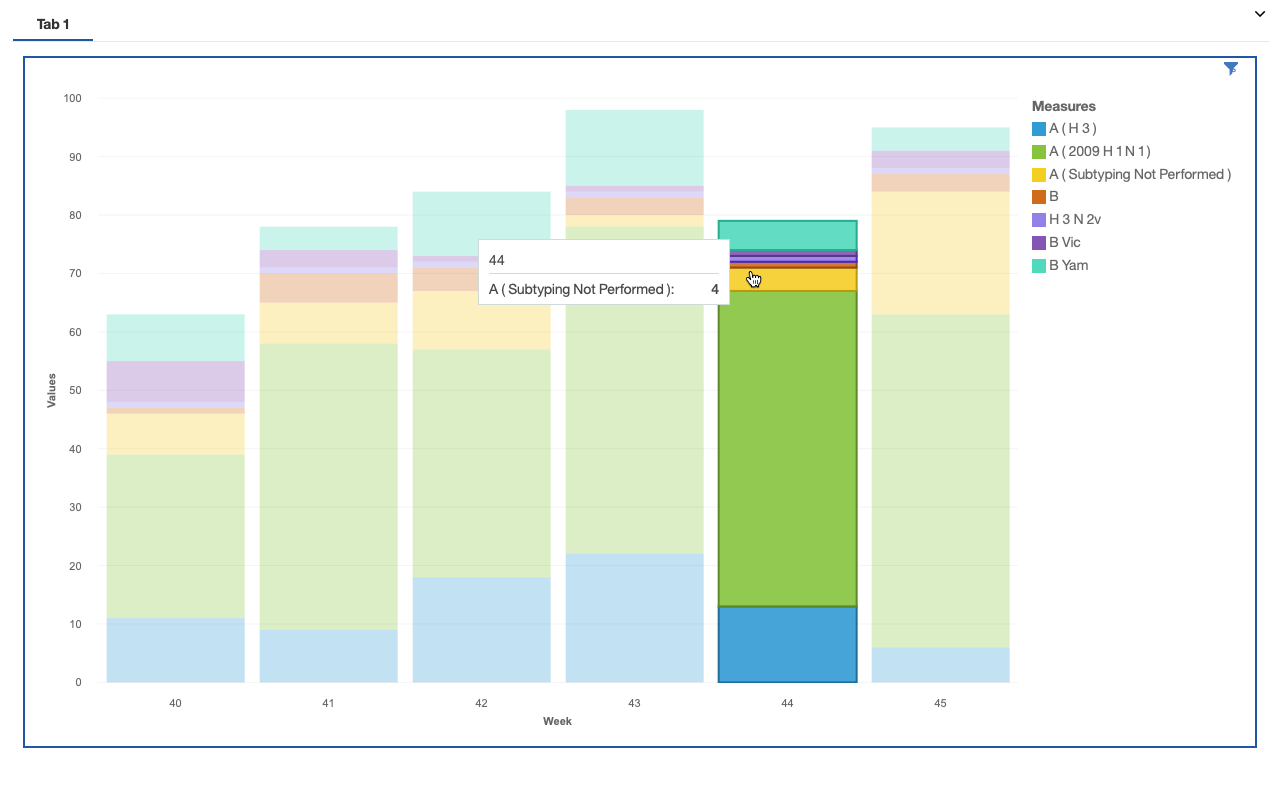 Tab 1
100
90
80
70
60
50
40
30
20
10
0
Values
40
41
42
43
44
45
Week
44
A ( Subtyping Not Performed ): 4
Measures
A ( H 3 )
A ( 2009 H 1 N 1 )
A ( Subtyping Not Performed )
B
H 3 N 2v
B Vic
B Yam